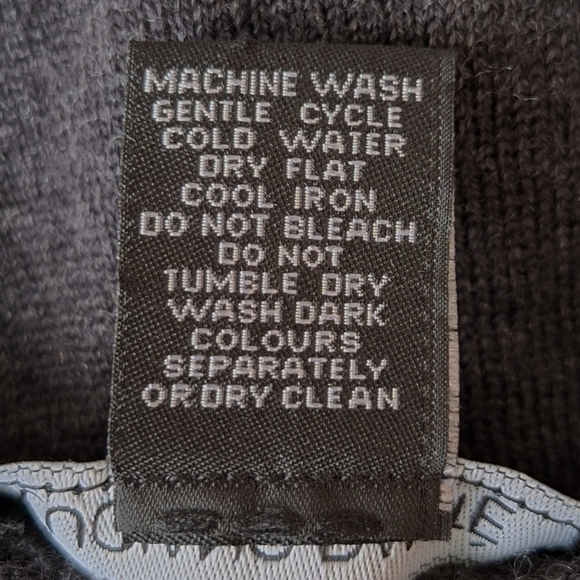 MACHINE WASH
GENTLE CYCLE
COLD WATER
DRY FLAT
COOL IRON
DO NOT BLEACH
DO NOT
TUMBLE DRY
WASH DARK
COLOURS
SEPARATELY
OR DRY CLEAN